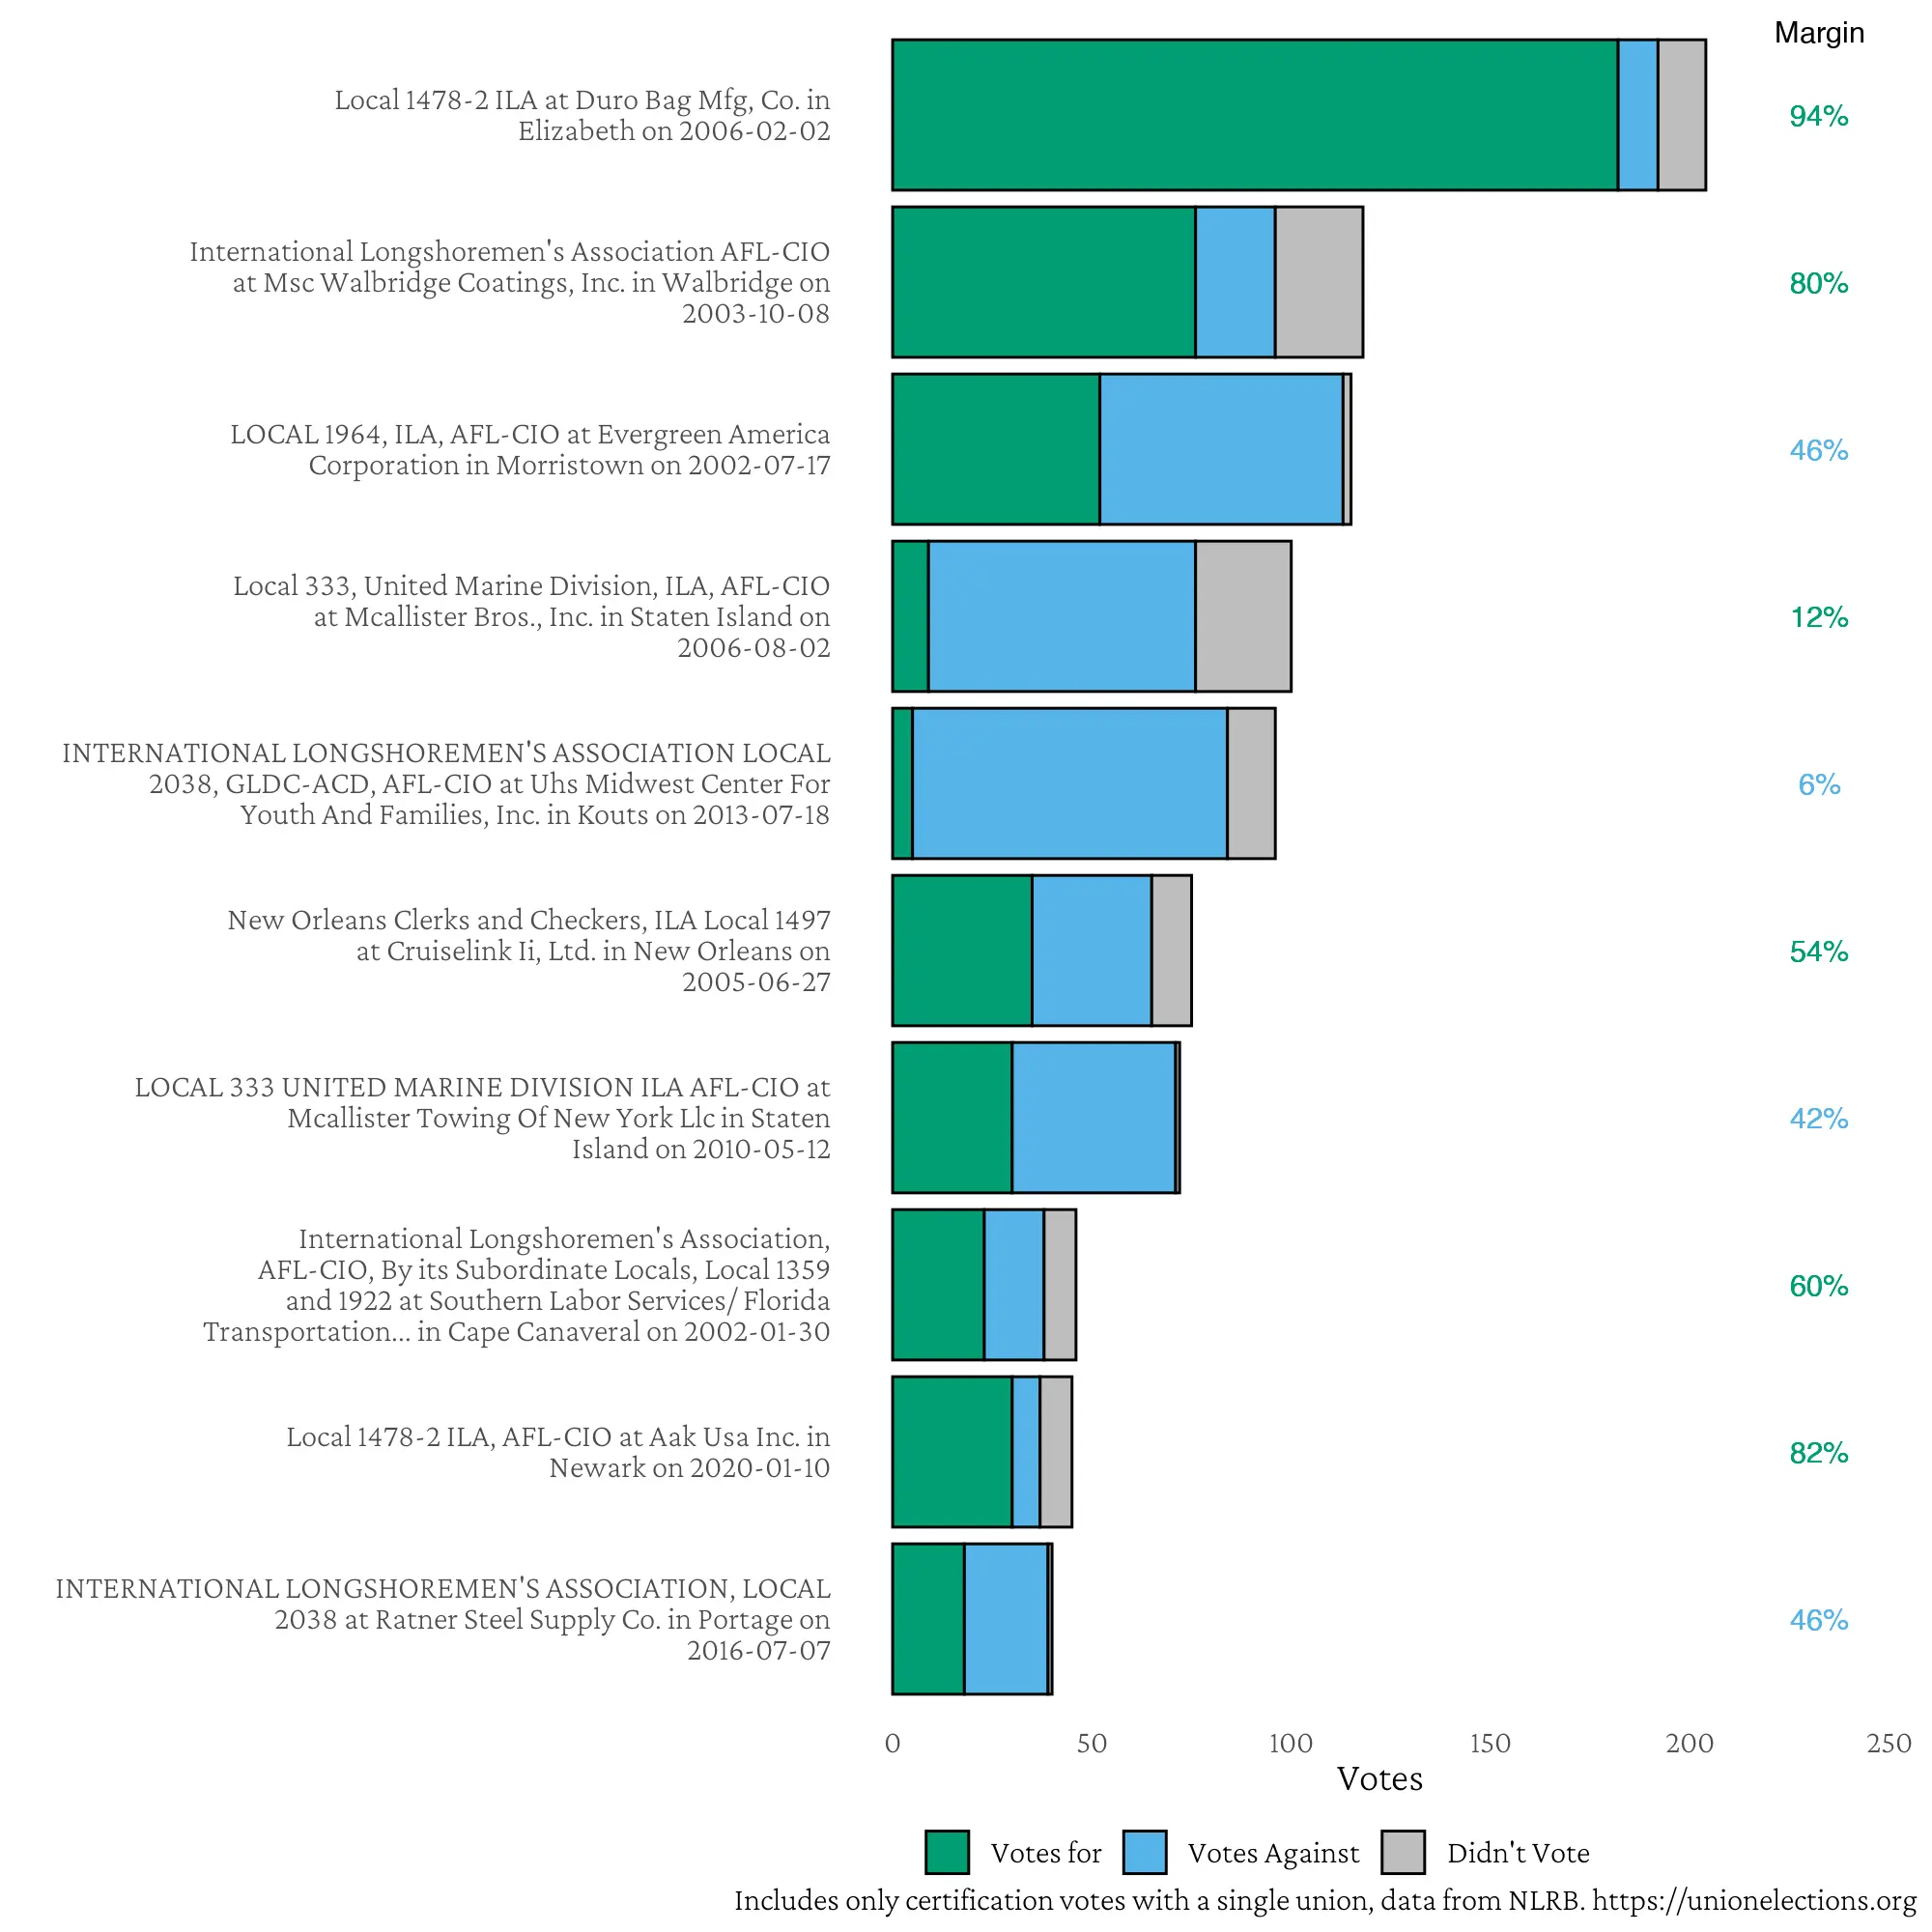 Margin
Local 1478-2 ILA at Duro Bag Mfg, Co. in
Elizabeth on 2006-02-02
94%
International Longshoremen's Association AFL-CIO
at Msc Walbridge Coatings, Inc. in Walbridge on
2003-10-08
80%
LOCAL 1964, ILA, AFL-CIO at Evergreen America
Corporation in Morristown on 2002-07-17
46%
Local 333, United Marine Division, ILA, AFL-CIO
at Mcallister Bros., Inc. in Staten Island on
2006-08-02
12%
INTERNATIONAL LONGSHOREMEN'S ASSOCIATION LOCAL
2038, GLDC-ACD, AFL-CIO at Uhs Midwest Center For
Youth And Families, Inc. in Kouts on 2013-07-18
6%
New Orleans Clerks and Checkers, ILA Local 1497
at Cruiselink Ii, Ltd. in New Orleans on
2005-06-27
54%
LOCAL 333 UNITED MARINE DIVISION ILA AFL-CIO at
Mcallister Towing Of New York Llc in Staten
Island on 2010-05-12
42%
International Longshoremen's Association,
AFL-CIO, By its Subordinate Locals, Local 1359
and 1922 at Southern Labor Services/ Florida
Transportation... in Cape Canaveral on 2002-01-30
60%
Local 1478-2 ILA, AFL-CIO at Aak Usa Inc. in
Newark on 2020-01-10
82%
INTERNATIONAL LONGSHOREMEN'S ASSOCIATION, LOCAL
2038 at Ratner Steel Supply Co. in Portage on
2016-07-07
46%
0 50 100 150 200 250
Votes
Votes for Votes Against Didn't Vote
Includes only certification votes with a single union, data from NLRB. https://unionelections.org